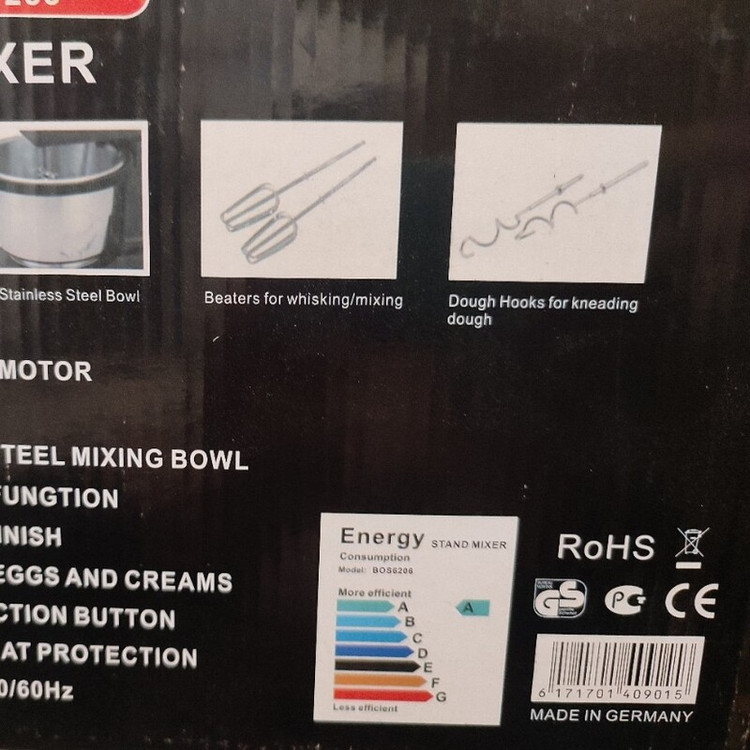 XER
Stainless Steel Bowl
Beaters for whisking/mixing
Dough Hooks for kneading
dough
MOTOR
TEEL MIXING BOWL
FUNGTION
INISH
EGGS AND CREAMS
CTION BUTTON
AT PROTECTION
0/60Hz
Energy STAND MIXER
Consumption
Model: BOS6206
More efficient
A A
B
C
D
E
F
G
Less efficient
RoHS
GS PG CE
6 171701 409015
MADE IN GERMANY